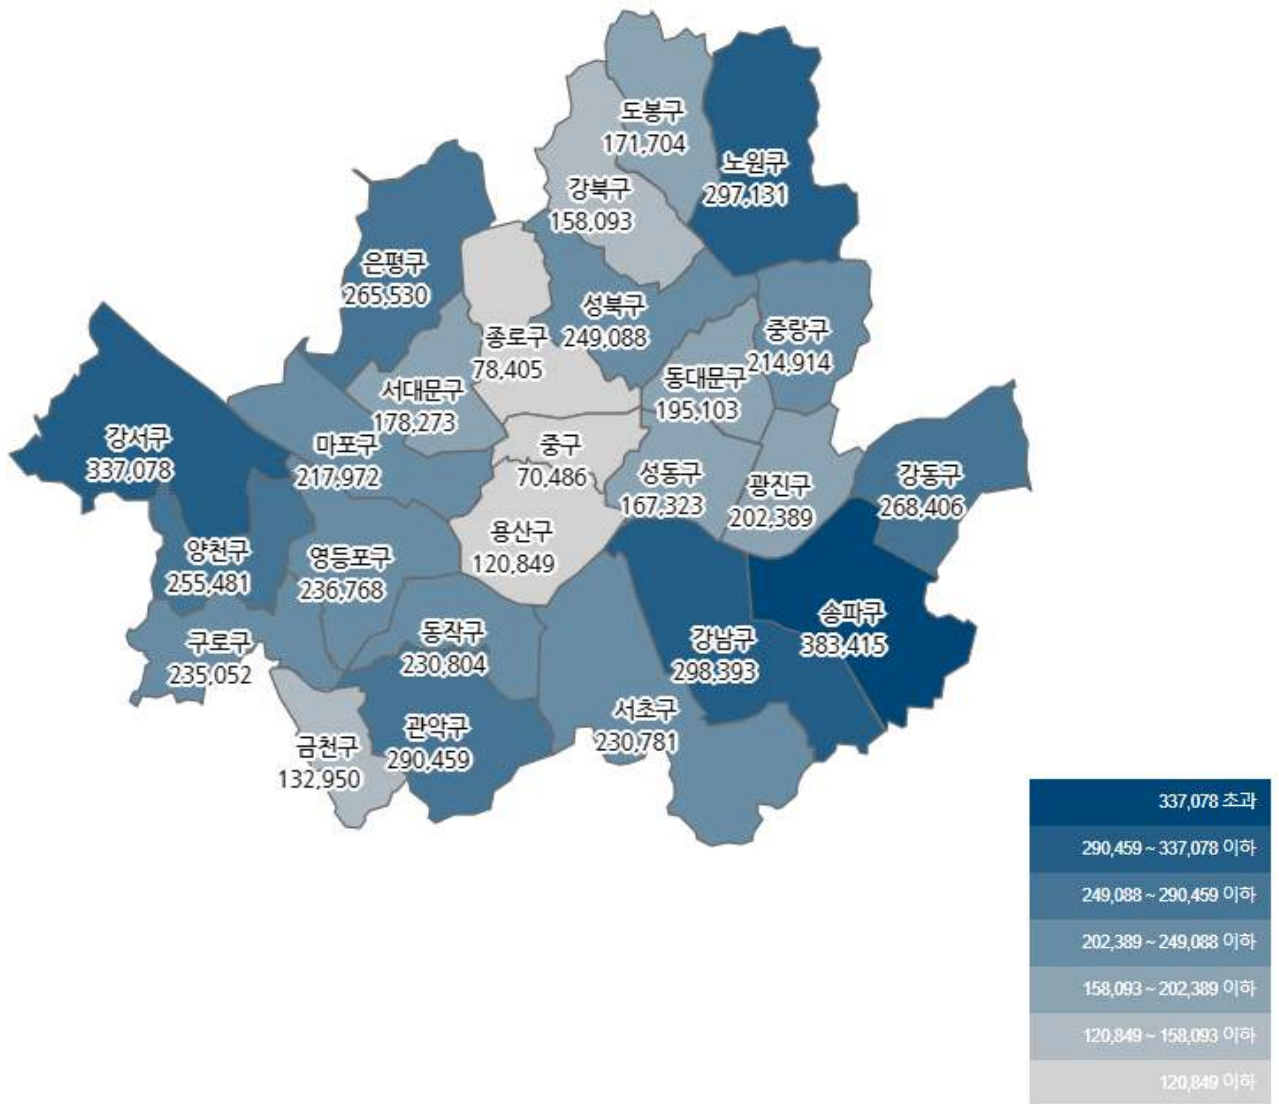 도봉구
171,704
노원구
297,131
강북구
158,093
은평구
265,530
성북구
249,088
종로구
78,405
중랑구
214,914
동대문구
195,103
서대문구
178,273
강서구
337,078
마포구
217,972
중구
70,486
성동구
167,323
광진구
202,389
강동구
268,406
용산구
120,849
양천구
255,481
영등포구
236,768
송파구
383,415
구로구
235,052
동작구
230,804
강남구
298,393
서초구
230,781
관악구
290,459
금천구
132,950
337,078 초과
290,459 ~ 337,078 이하
249,088 ~ 290,459 이하
202,389 ~ 249,088 이하
158,093 ~ 202,389 이하
120,849 ~ 158,093 이하
120,849 이하